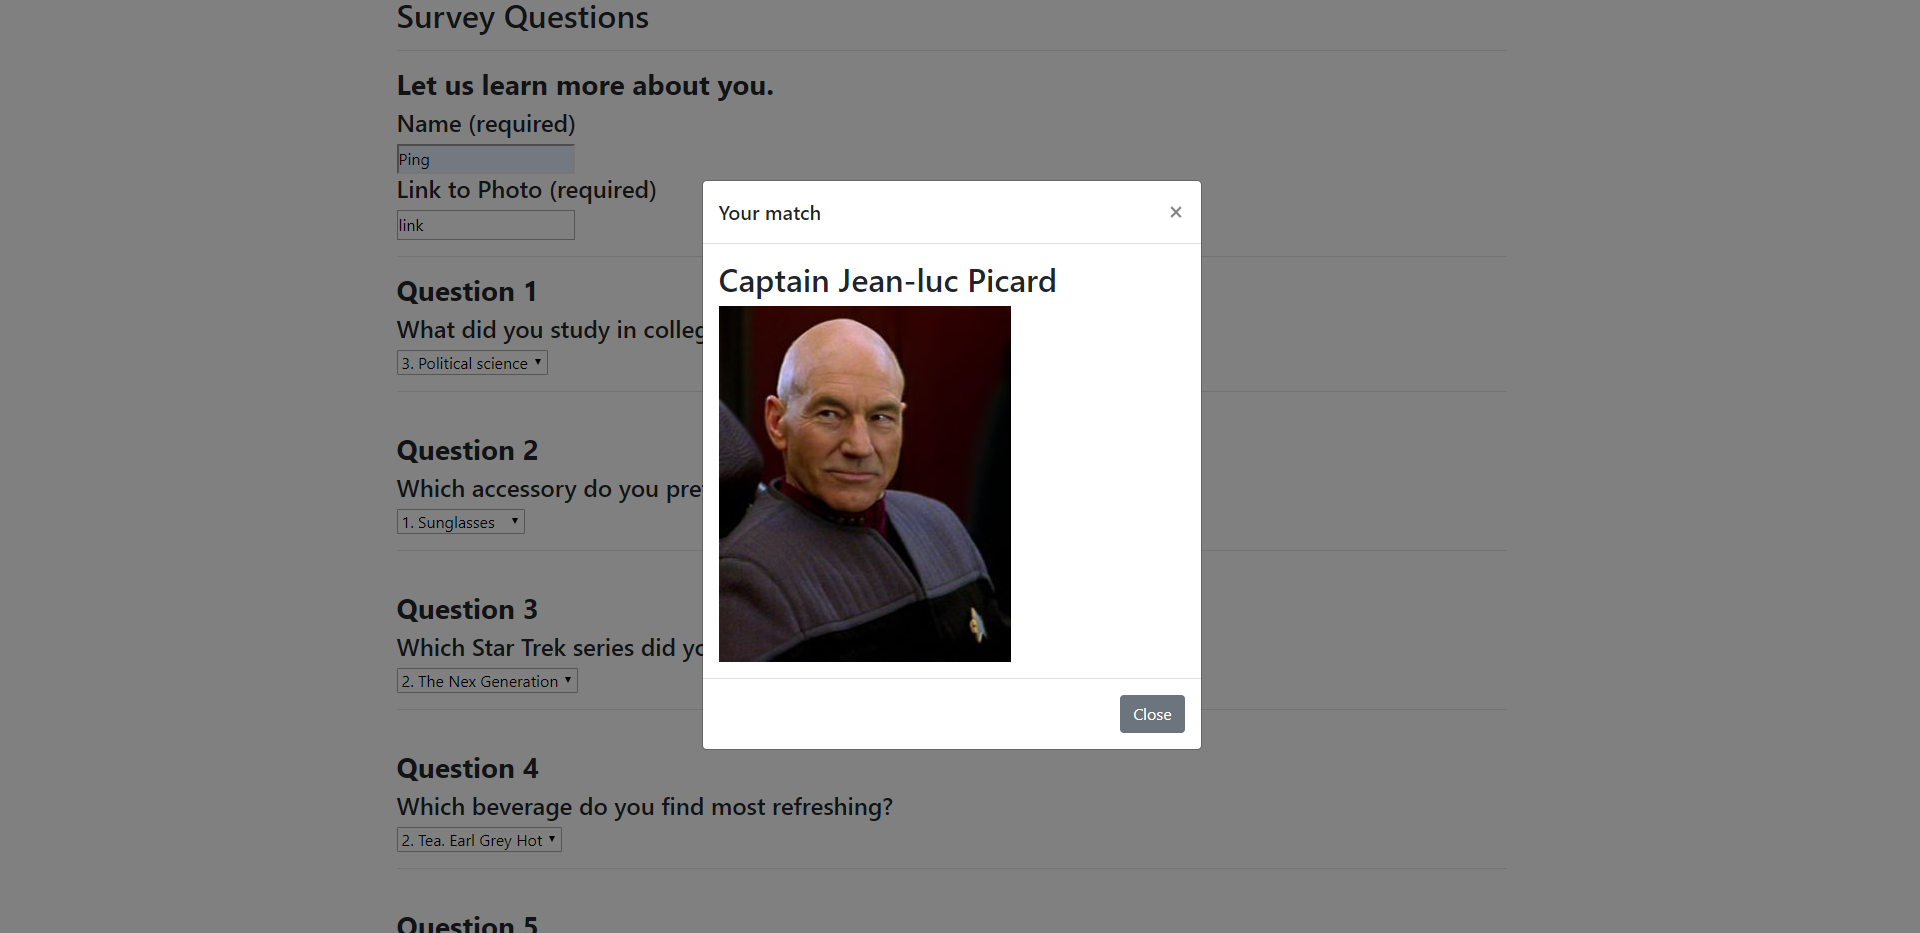 Survey Questions
Let us learn more about you.
Name (required)
Ping
Link to Photo (required)
link
Question 1
What did you study in colleg
3. Political science
Question 2
Which accessory do you pre
1. Sunglasses
Question 3
Which Star Trek series did yo
2. The Nex Generation
Question 4
Which beverage do you find most refreshing?
2. Tea. Earl Grey Hot
Question 5
Your match
×
Captain Jean-luc Picard
Close